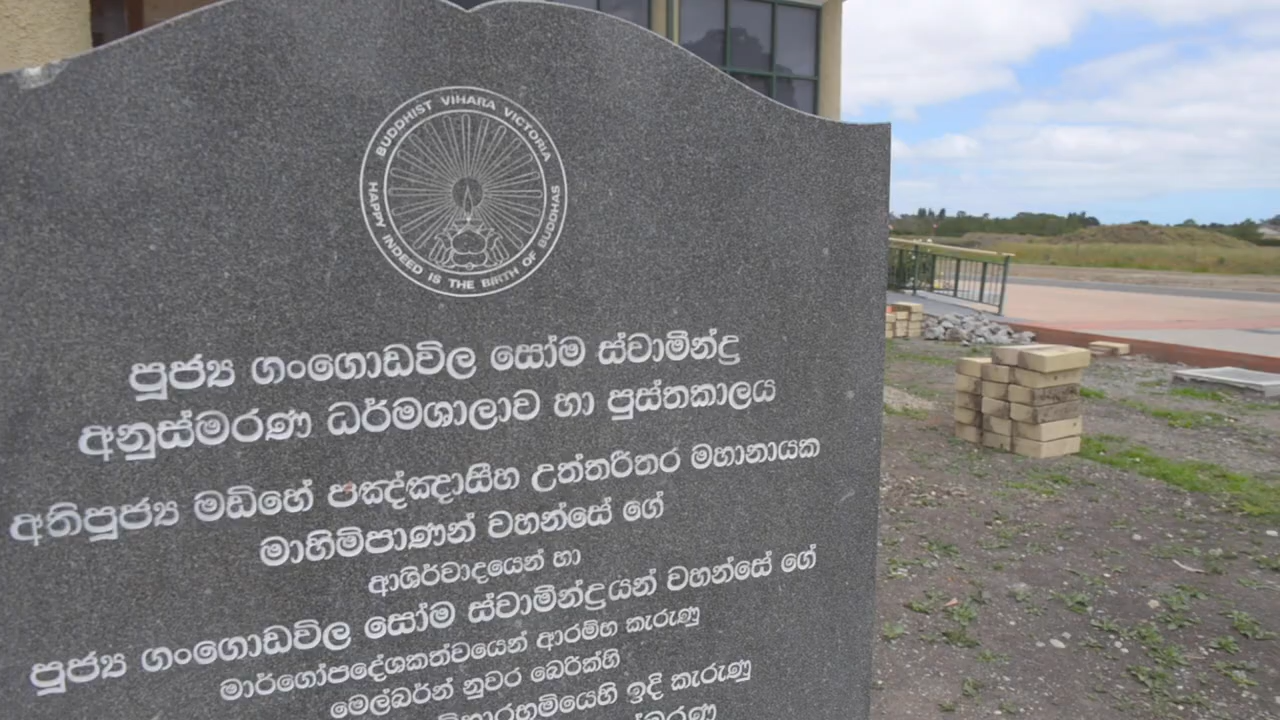 BUDDHIST VIHARA VICTORIA
HAPPY INDEED IS THE BIRTH OF BUDDHAS
පූජ්‍ය ගංගොඩවිල සෝම ස්වාමීන්ද්‍ර
අනුස්මරණ ධර්මශාලාව හා පුස්තකාලය
අතිපූජ්‍ය මඩිහේ පඤ්ඤාසීහ උත්තරීතර මහානායක
මාහිමිපාණන් වහන්සේ ගේ
ආශිර්වාදයෙන් හා
පූජ්‍ය ගංගොඩවිල සෝම ස්වාමීන්ද්‍රයන් වහන්සේ ගේ
මාර්ගෝපදේශකත්වයෙන් ආරම්භ කැරුණු
මෙල්බර්න් නුවර බෙරික්හි
ඉදි කැරුණු